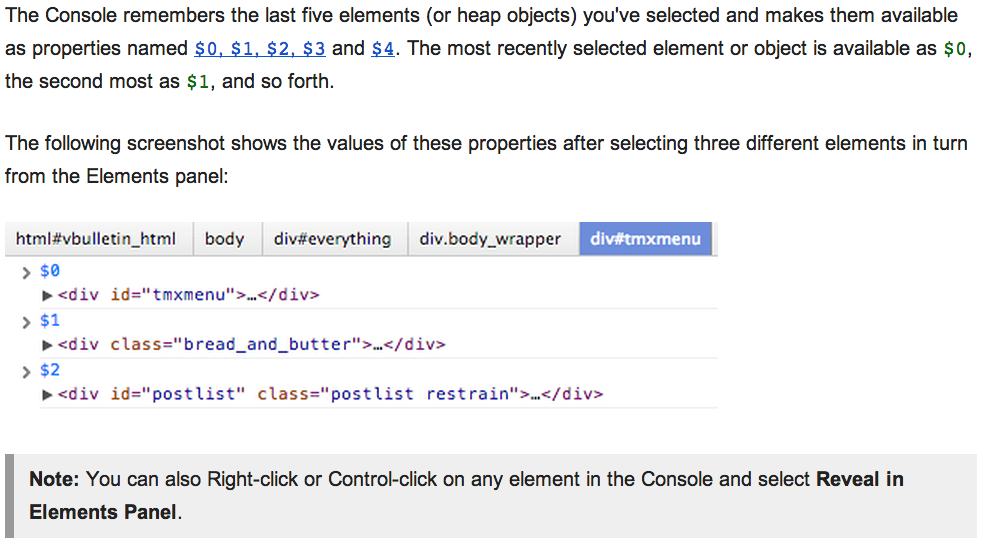 The Console remembers the last five elements (or heap objects) you've selected and makes them available
as properties named $0, $1, $2, $3 and $4. The most recently selected element or object is available as $0,
the second most as $1, and so forth.
The following screenshot shows the values of these properties after selecting three different elements in turn
from the Elements panel:
html#vbulletin_html body div#everything div.body_wrapper div#tmxmenu
> $0
▶<div id="tmxmenu">…</div>
> $1
▶<div class="bread_and_butter">…</div>
> $2
▶<div id="postlist" class="postlist restrain">…</div>
Note: You can also Right-click or Control-click on any element in the Console and select Reveal in
Elements Panel.